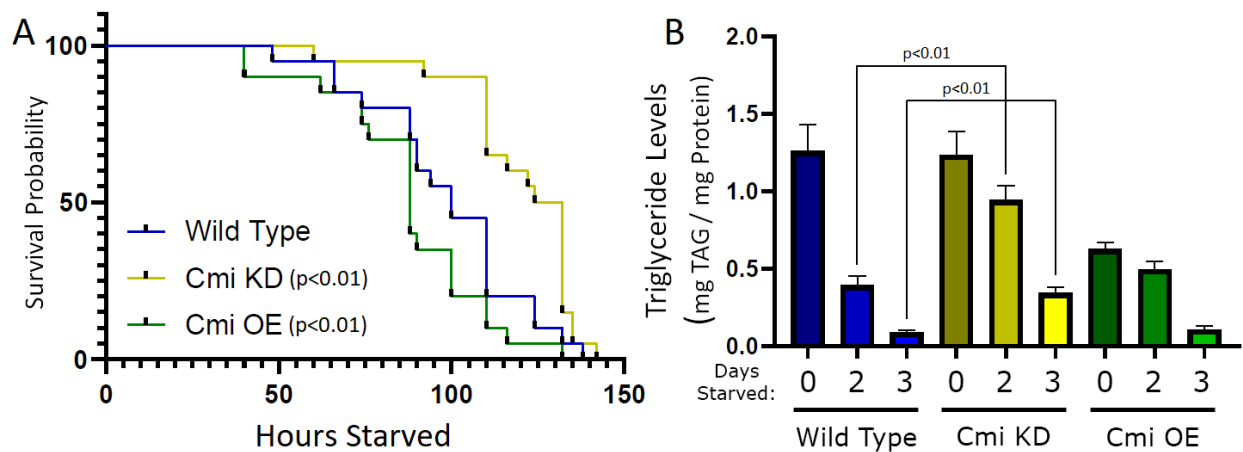 A
Survival Probability
100
50
0
Wild Type
Cmi KD (p<0.01)
Cmi OE (p<0.01)
0 50 100 150
Hours Starved
B
Triglyceride Levels
(mg TAG / mg Protein)
2.0
1.5
1.0
0.5
0.0
p<0.01
p<0.01
Days
Starved:
0 2 3 0 2 3 0 2 3
Wild Type Cmi KD Cmi OE